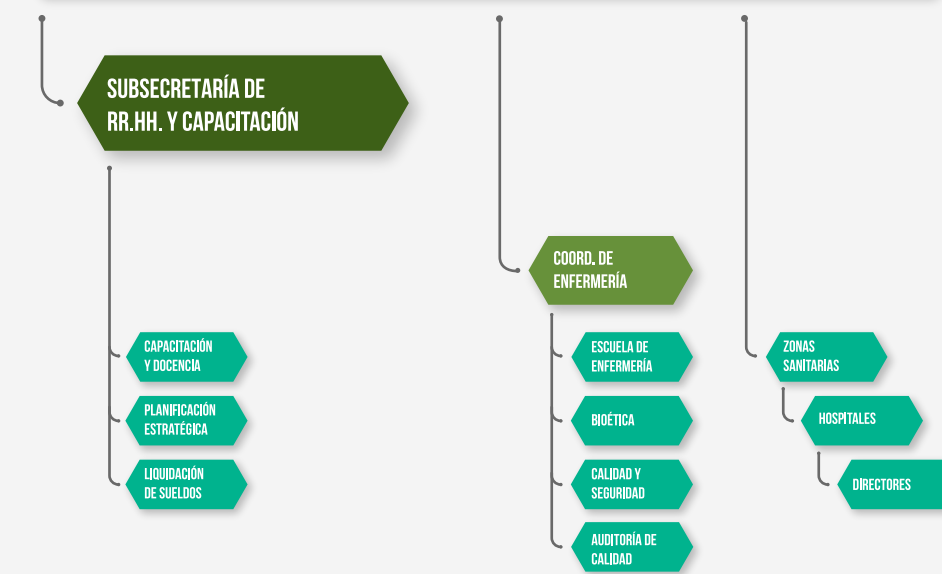 SUBSECRETARÍA DE
RR.HH. Y CAPACITACIÓN
COORD. DE
ENFERMERÍA
CAPACITACIÓN
Y DOCENCIA
PLANIFICACIÓN
ESTRATÉGICA
LIQUIDACIÓN
DE SUELDOS
ESCUELA DE
ENFERMERÍA
BIOÉTICA
CALIDAD Y
SEGURIDAD
AUDITORÍA DE
CALIDAD
ZONAS
SANITARIAS
HOSPITALES
DIRECTORES